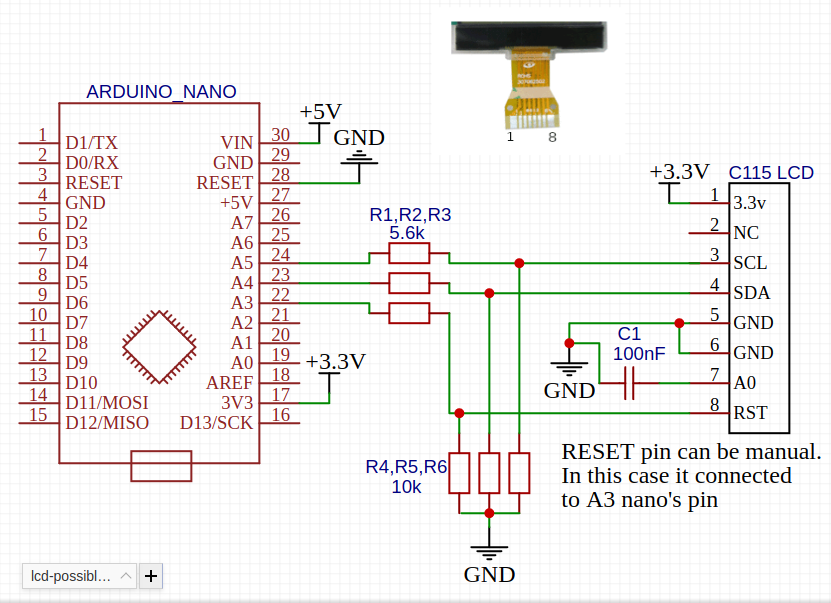 1 8
ARDUINO_NANO
1 D1/TX
2 D0/RX
3 RESET
4 GND
5 D2
6 D3
7 D4
8 D5
9 D6
10 D7
11 D8
12 D9
13 D10
14 D11/MOSI
15 D12/MISO
VIN 30
GND 29
RESET 28
+5V 27
A7 26
A6 25
A5 24
A4 23
A3 22
A2 21
A1 20
A0 19
AREF 18
3V3 17
D13/SCK 16
+5V
GND
+3.3V
R1,R2,R3
5.6k
R4,R5,R6
10k
GND
C1
100nF
GND
+3.3V
C115 LCD
1 3.3v
2 NC
3 SCL
4 SDA
5 GND
6 GND
7 A0
8 RST
RESET pin can be manual.
In this case it connected
to A3 nano's pin
lcd-possibl... +